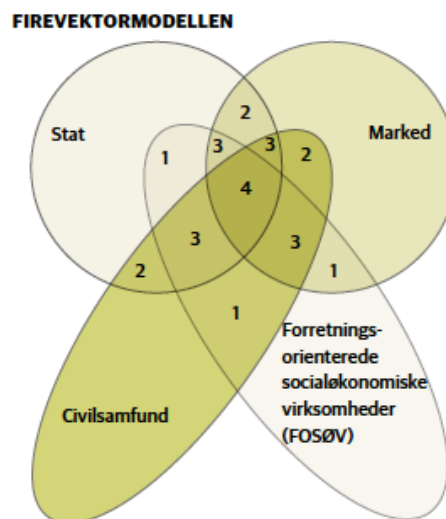 FIREVEKTORMODELLEN
2
Stat
Marked
1
3
3
2
4
3
3
2
1
1
Forretnings-
orienterede
socialøkonomiske
virksomheder
(FOSØV)
Civilsamfund